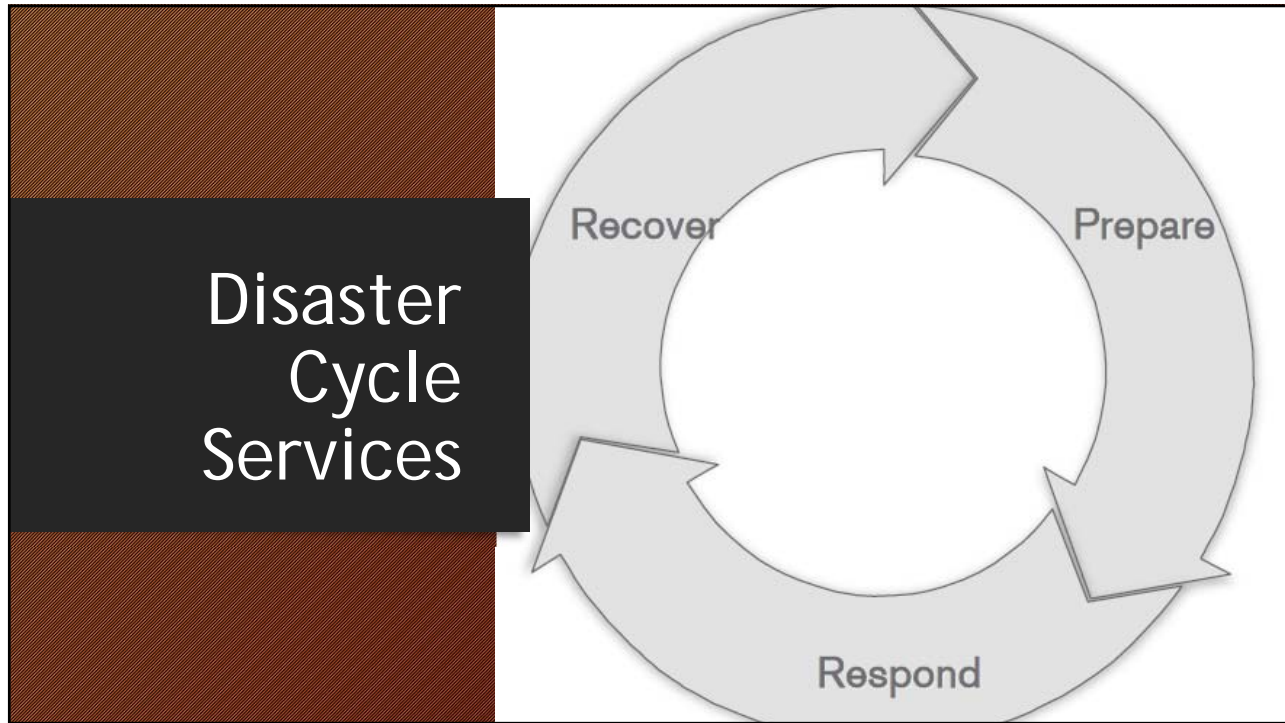 Disaster
Cycle
Services
Recover
Prepare
Respond